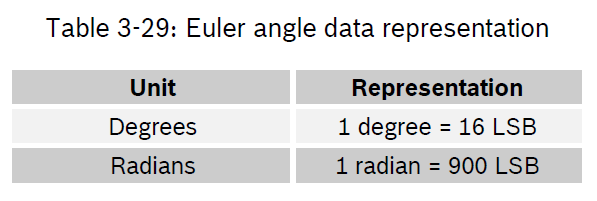 Table 3-29: Euler angle data representation
Unit Representation
Degrees 1 degree = 16 LSB
Radians 1 radian = 900 LSB